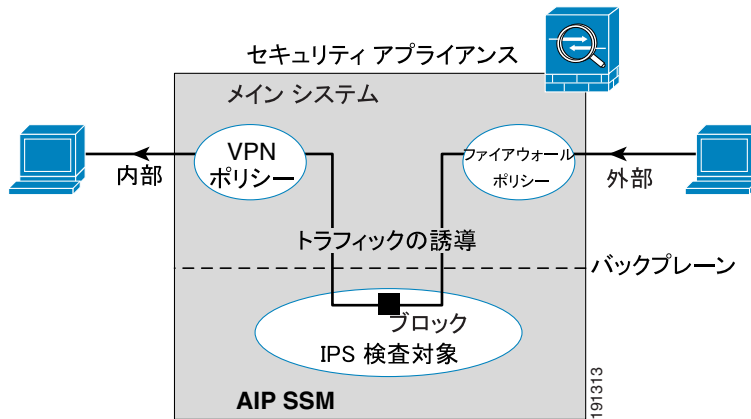 セキュリティ アプライアンス
メイン システム
VPN
ポリシー
ファイアウォール
ポリシー
内部
外部
トラフィックの誘導
バックプレーン
ブロック
IPS 検査対象
AIP SSM
191313